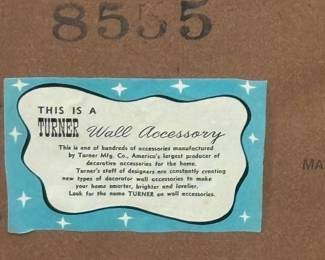 8555
THIS IS A
TURNER Wall Accessory
This is one of hundreds of accessories manufactured
by Turner Mfg. Co., America's largest producer of
decorative accessories for the home.
Turner's staff of designers are constantly creating
new types of decorator wall accessories to make
your home smarter, brighter and lovelier.
Look for the name TURNER on wall accessories.
MA